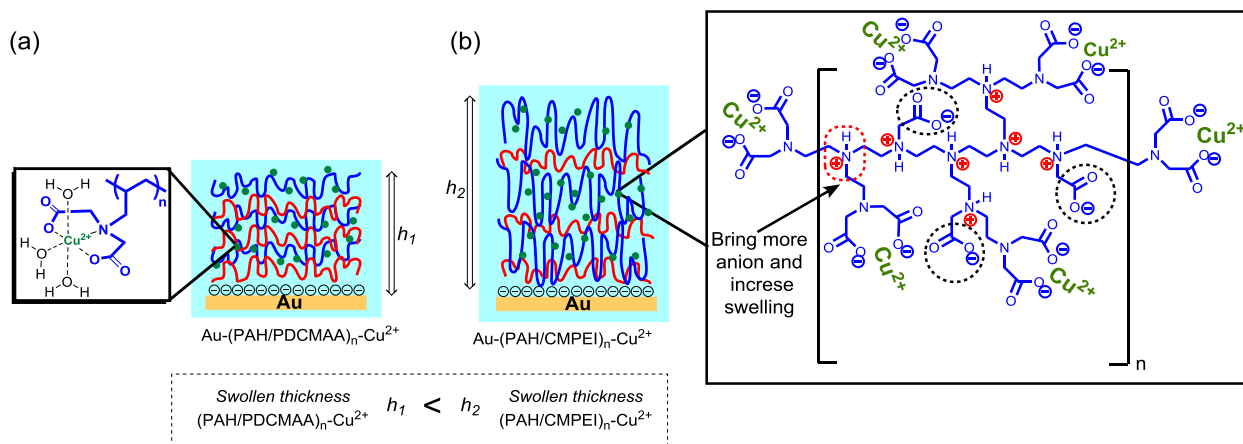 (a)
H
H
O
n
O
O
N
Cu²⁺
H
O
H
O
O
H
O
H
h₁
Au
Au-(PAH/PDCMAA)ₙ-Cu²⁺
(b)
h₂
Au
Au-(PAH/CMPEI)ₙ-Cu²⁺
Cu²⁺
Cu²⁺
Cu²⁺
Cu²⁺
Cu²⁺
Cu²⁺
Bring more
anion and
increse
swelling
n
Swollen thickness
(PAH/PDCMAA)ₙ-Cu²⁺
h₁ < h₂
Swollen thickness
(PAH/CMPEI)ₙ-Cu²⁺